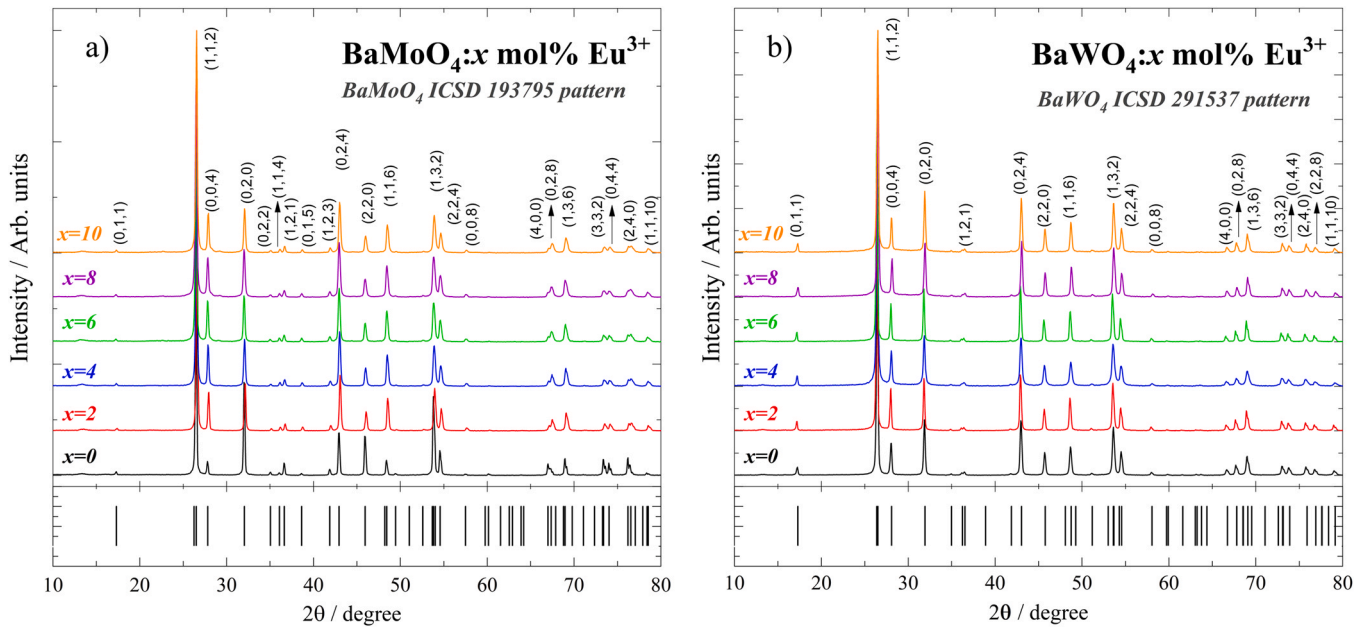 a)
BaMoO₄:x mol% Eu³⁺
BaMoO₄ ICSD 193795 pattern
(0,1,1)
(1,1,2)
(0,0,4)
(0,2,0)
(0,2,2)
(1,1,4)
(1,2,1)
(0,1,5)
(1,2,3)
(0,2,4)
(2,2,0)
(1,1,6)
(1,3,2)
(2,2,4)
(0,0,8)
(4,0,0)
(0,2,8)
(1,3,6)
(3,3,2)
(0,4,4)
(2,4,0)
(1,1,10)
x=10
x=8
x=6
x=4
x=2
x=0
Intensity / Arb. units
10 20 30 40 50 60 70 80
2θ / degree
b)
BaWO₄:x mol% Eu³⁺
BaWO₄ ICSD 291537 pattern
(0,1,1)
(1,1,2)
(0,0,4)
(0,2,0)
(1,2,1)
(0,2,4)
(2,2,0)
(1,1,6)
(1,3,2)
(2,2,4)
(0,0,8)
(4,0,0)
(0,2,8)
(1,3,6)
(3,3,2)
(0,4,4)
(2,4,0)
(2,2,8)
(1,1,10)
x=10
x=8
x=6
x=4
x=2
x=0
Intensity / Arb. units
10 20 30 40 50 60 70 80
2θ / degree